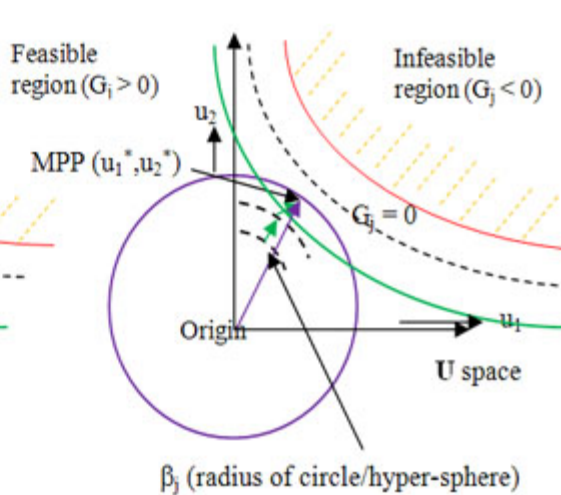 Feasible
region (Gⱼ > 0)
Infeasible
region (Gⱼ < 0)
u₂
MPP (u₁*,u₂*)
Gⱼ = 0
Origin
u₁
U space
βⱼ (radius of circle/hyper-sphere)